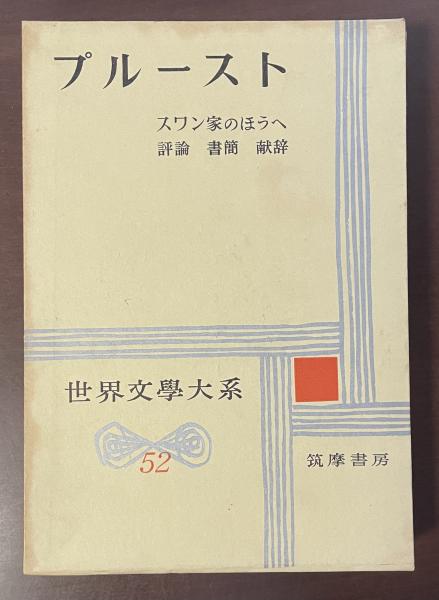 プルースト
スワン家のほうへ
評論 書簡 献辞
世界文學大系
52
筑摩書房